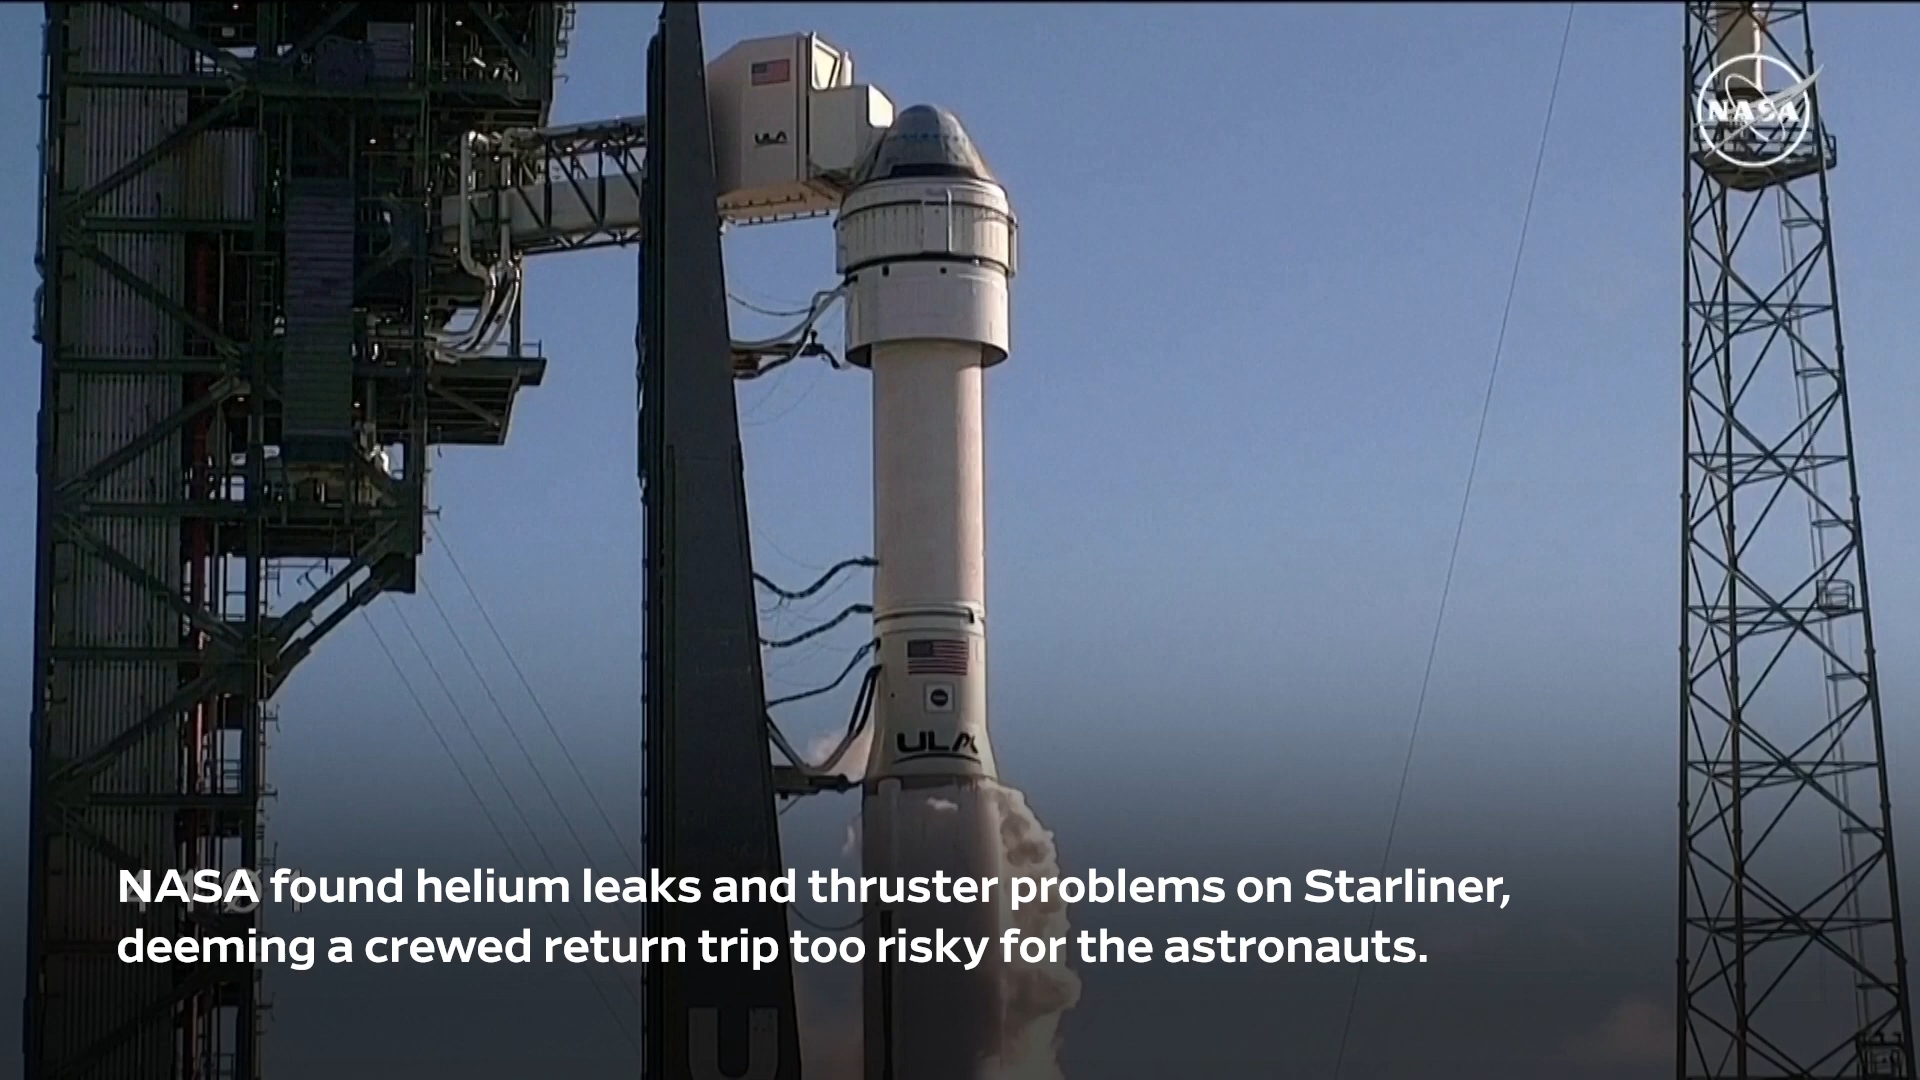 ULA
NASA
ULA
NASA found helium leaks and thruster problems on Starliner,
deeming a crewed return trip too risky for the astronauts.
U